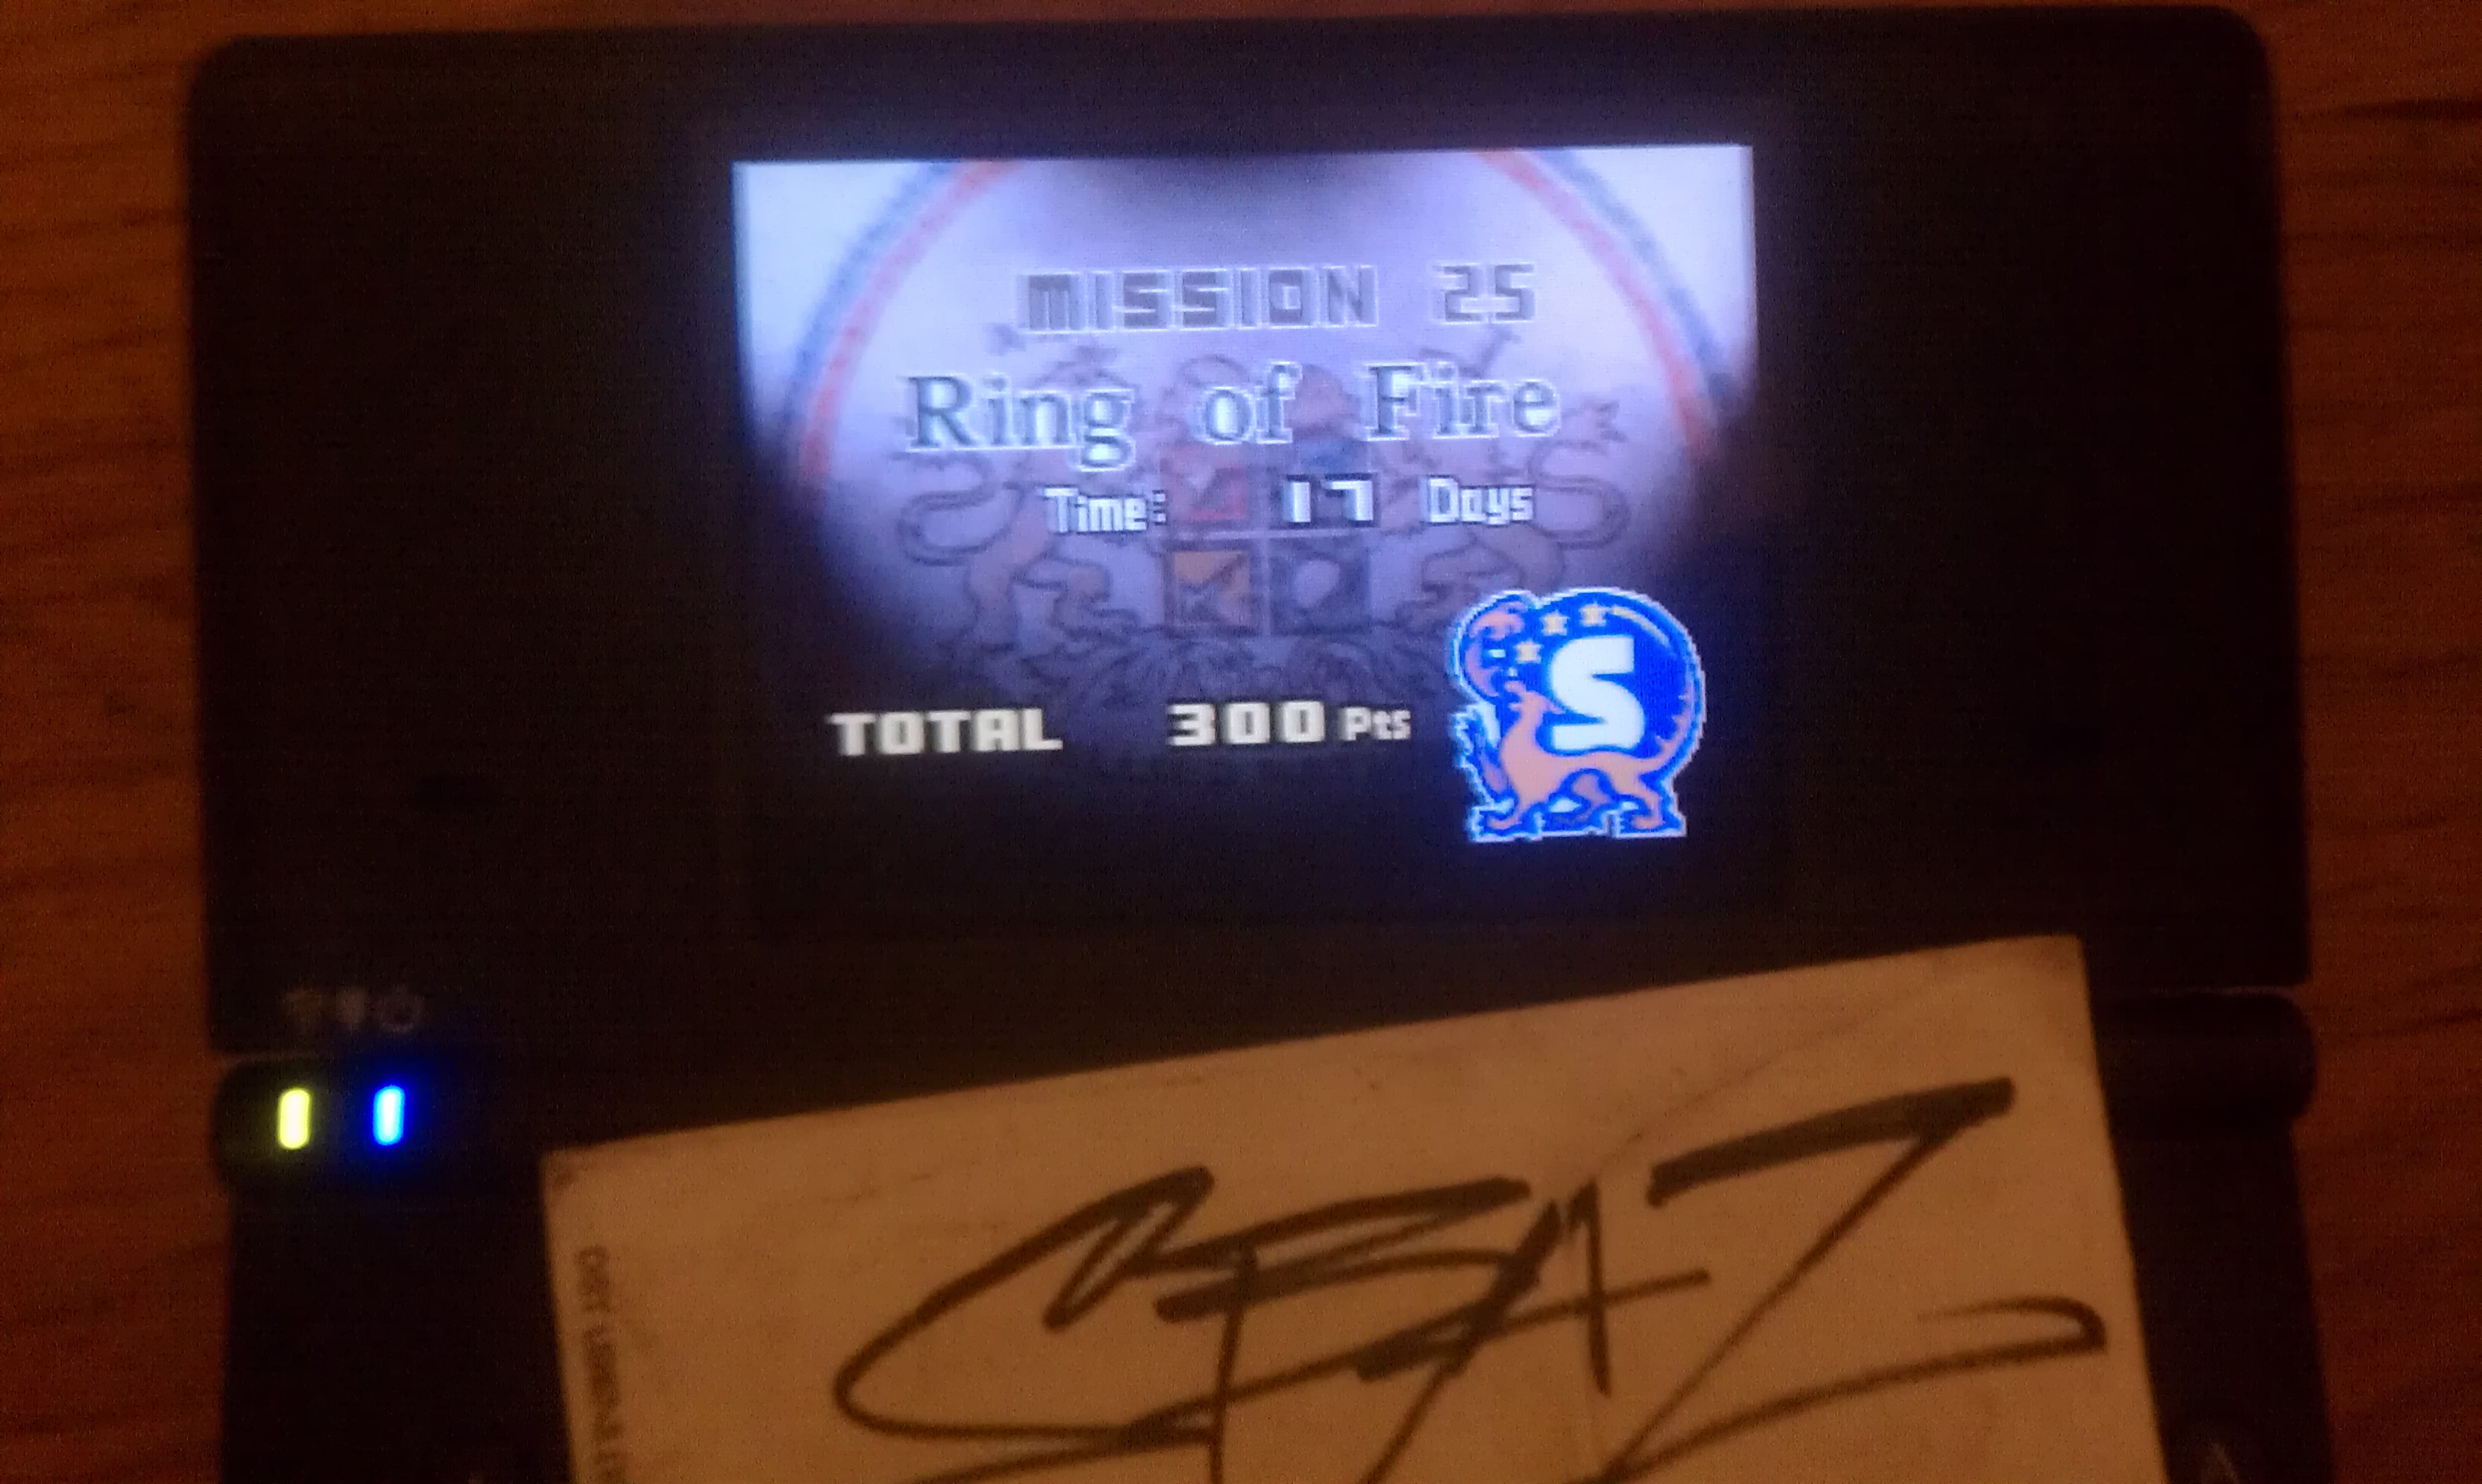 MISSION 25
Ring of Fire
Time: 17 Days
S
TOTAL 300 Pts